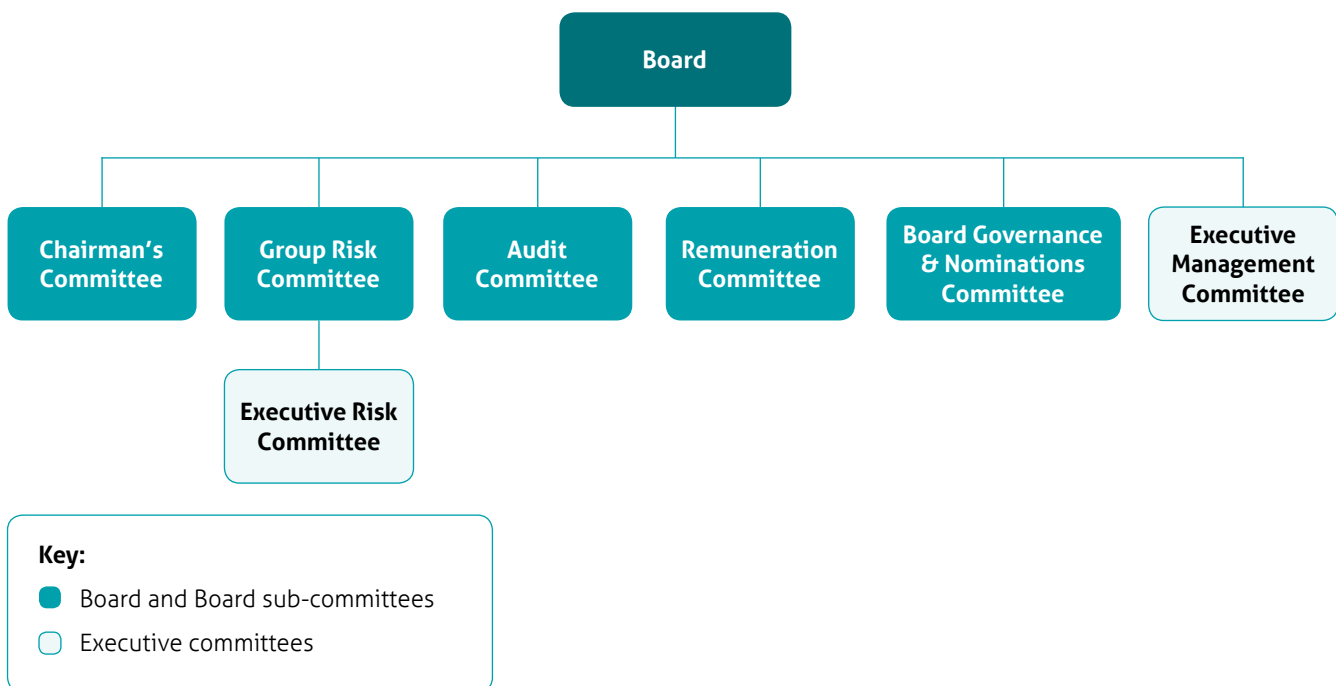 Board
Chairman's
Committee
Group Risk
Committee
Audit
Committee
Remuneration
Committee
Board Governance
& Nominations
Committee
Executive
Management
Committee
Executive Risk
Committee
Key:
Board and Board sub-committees
Executive committees